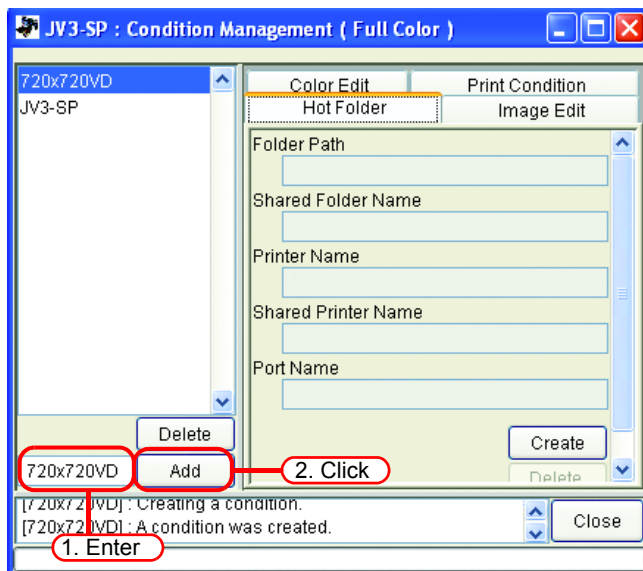 JV3-SP : Condition Management ( Full Color )
720x720VD
JV3-SP
Color Edit
Print Condition
Hot Folder
Image Edit
Folder Path
Shared Folder Name
Printer Name
Shared Printer Name
Port Name
Delete
Create
720x720VD
Add
2. Click
Delete
[720x720VD] : Creating a condition.
[720x720VD] : A condition was created.
Close
1. Enter